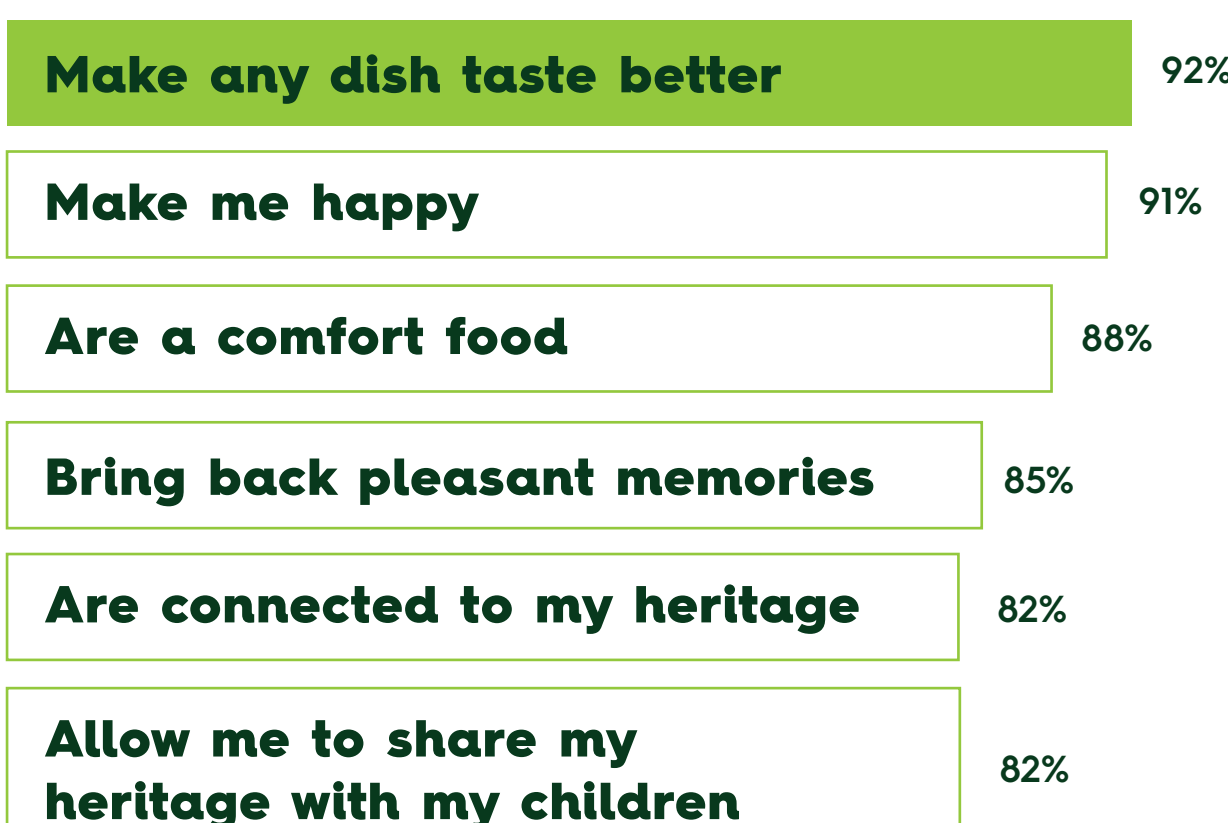 Make any dish taste better 92%
Make me happy 91%
Are a comfort food 88%
Bring back pleasant memories 85%
Are connected to my heritage 82%
Allow me to share my
heritage with my children 82%